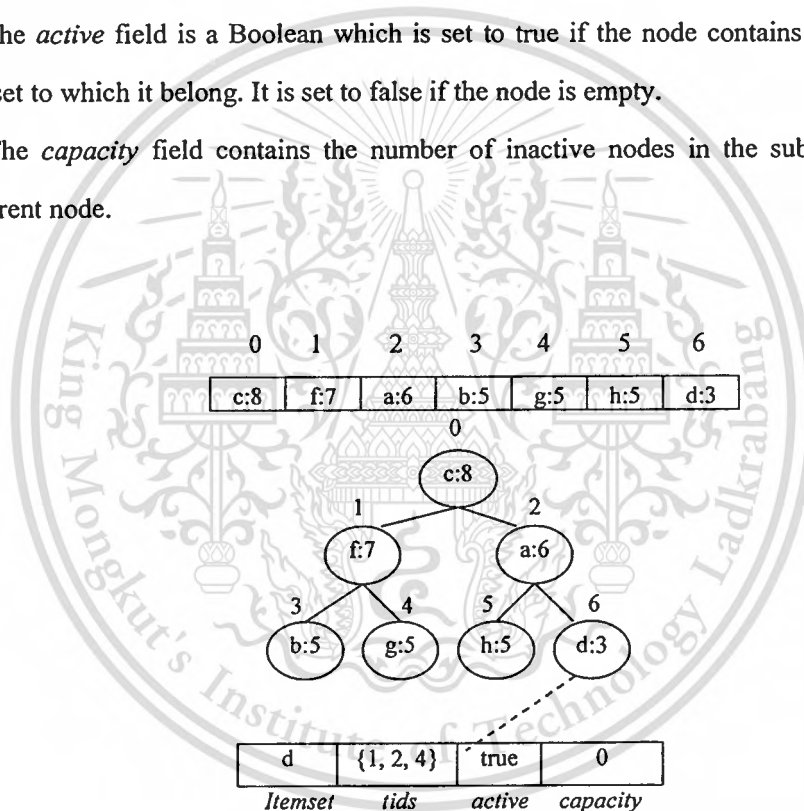 he active field is a Boolean which is set to true if the node contains
set to which it belong. It is set to false if the node is empty.
he capacity field contains the number of inactive nodes in the sub
rent node.
0 1 2 3 4 5 6
c:8 f:7 a:6 b:5 g:5 h:5 d:3
0
c:8
1 2
f:7 a:6
3 4 5 6
b:5 g:5 h:5 d:3
d {1, 2, 4} true 0
Itemset tids active capacity
King Mongkut's Institute of Technology Ladkrabang